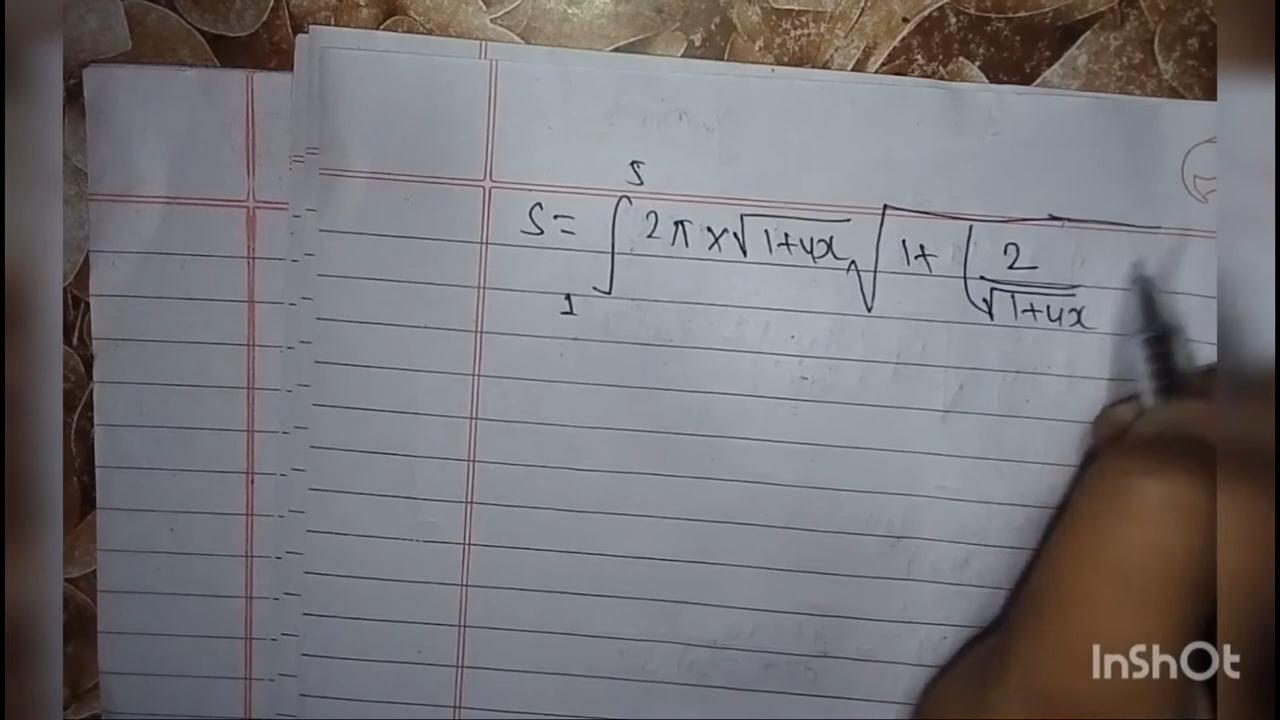 5
S = ∫ 2π × √1+4x √1+ (2
1 √1+4x
InShOt